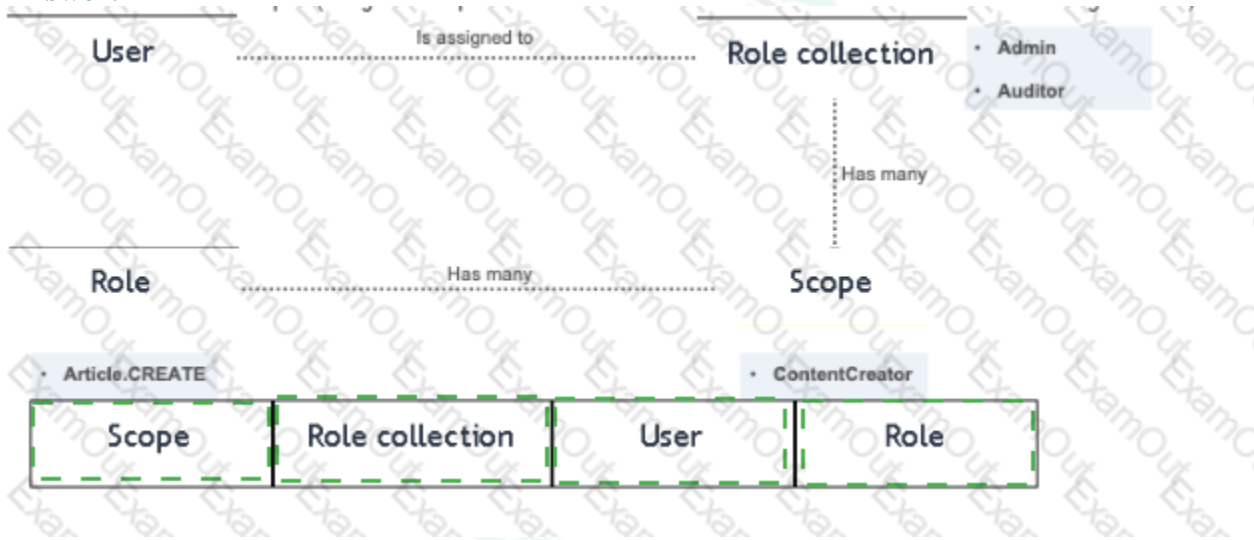 User
Is assigned to
Role collection
• Admin
• Auditor
Has many
Role
Has many
Scope
• Article.CREATE
• ContentCreator
Scope
Role collection
User
Role